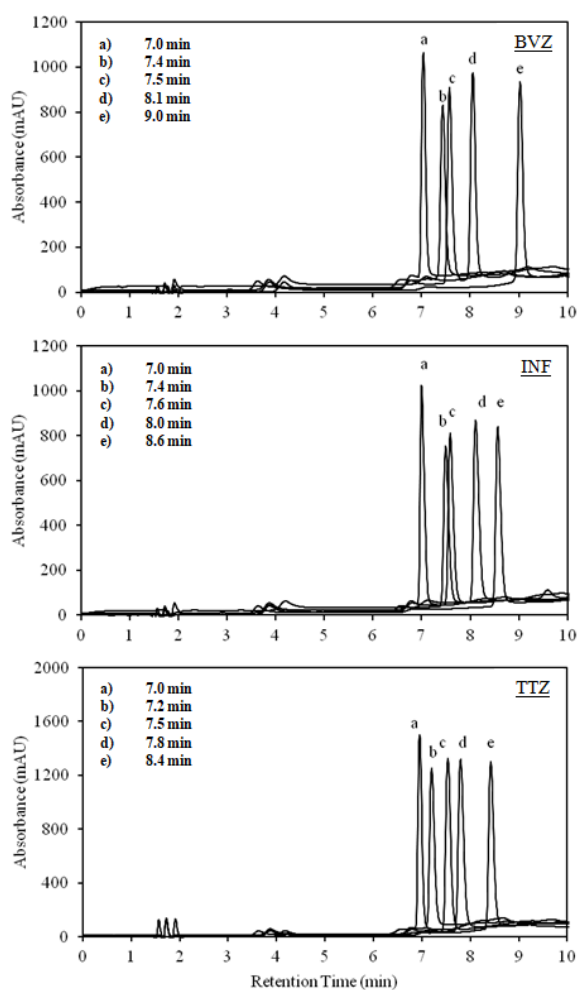 BVZ
a) 7.0 min
b) 7.4 min
c) 7.5 min
d) 8.1 min
e) 9.0 min
a
b
c
d
e
1200
1000
800
600
400
200
0
Absorbance (mAU)
0 1 2 3 4 5 6 7 8 9 10
INF
a) 7.0 min
b) 7.4 min
c) 7.6 min
d) 8.0 min
e) 8.6 min
a
b
c
d
e
1200
1000
800
600
400
200
0
Absorbance (mAU)
0 1 2 3 4 5 6 7 8 9 10
TTZ
a) 7.0 min
b) 7.2 min
c) 7.5 min
d) 7.8 min
e) 8.4 min
a
b
c
d
e
2000
1600
1200
800
400
0
Absorbance (mAU)
0 1 2 3 4 5 6 7 8 9 10
Retention Time (min)